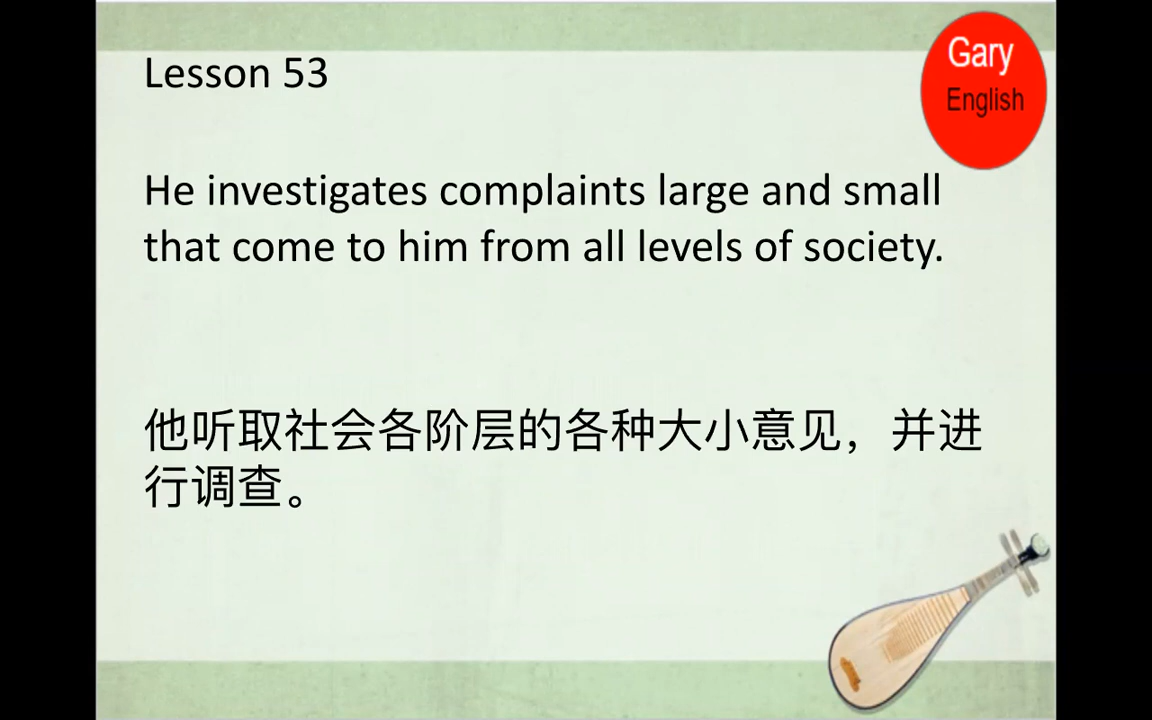 Lesson 53
Gary
English
He investigates complaints large and small
that come to him from all levels of society.
他听取社会各阶层的各种大小意见，并进
行调查。